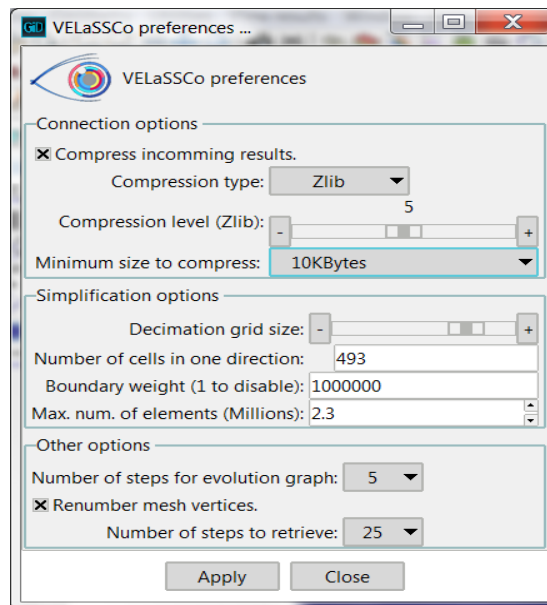 GiD VELaSSCo preferences ...
VELaSSCo preferences
Connection options
Compress incomming results.
Compression type: Zlib
5
Compression level (Zlib): - +
Minimum size to compress: 10KBytes
Simplification options
Decimation grid size: - +
Number of cells in one direction: 493
Boundary weight (1 to disable): 1000000
Max. num. of elements (Millions): 2.3
Other options
Number of steps for evolution graph: 5
Renumber mesh vertices.
Number of steps to retrieve: 25
Apply Close